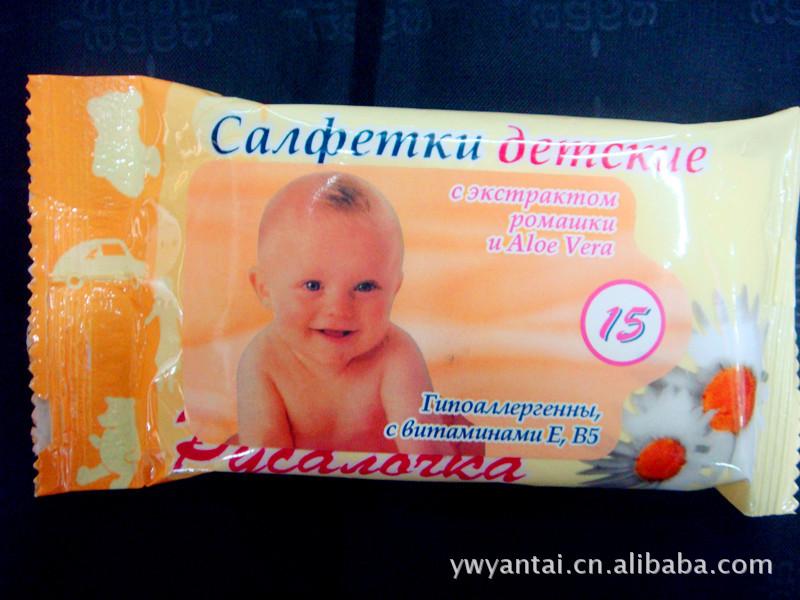 Салфетки детские
с экстрактом
ромашки
и Aloe Vera
15
Гипоаллергенны,
с витаминами Е, В5
Русалочка
ywyantai.cn.alibaba.com